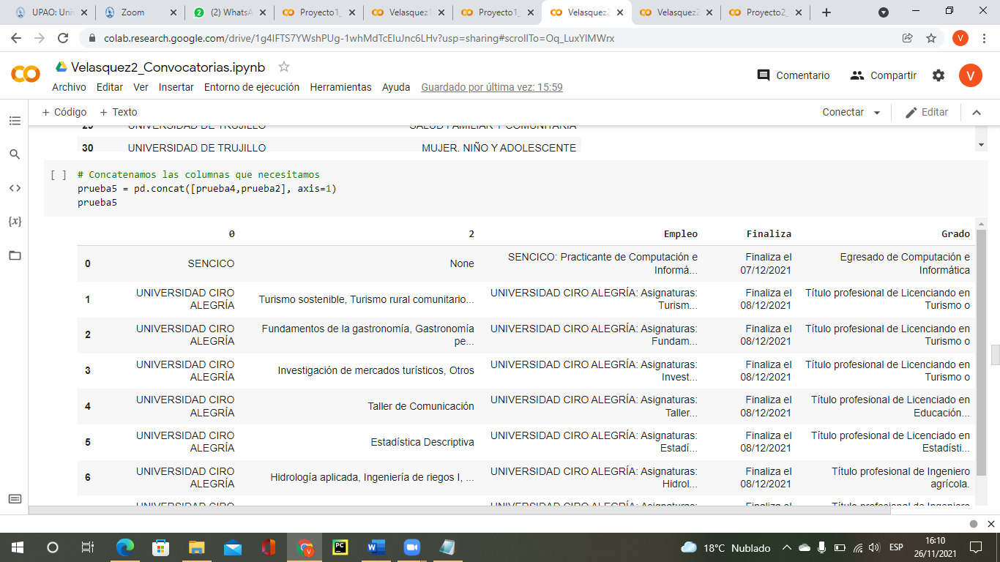 UPAO: Uni
Zoom
(2) WhatsA
Proyecto1_
Velasquez1
Proyecto1_
Velasquez2
Velasquez2
Proyecto2_
colab.research.google.com/drive/1g4lFTS7YWshPUg-1whMdTcEIuJnc6LHv?usp=sharing#scrollTo=Oq_LuxYlMWrx
V
CO Velasquez2_Convocatorias.ipynb
Comentario Compartir V
Archivo Editar Ver Insertar Entorno de ejecución Herramientas Ayuda Guardado por última vez: 15:59
+ Código + Texto Conectar Editar
29 UNIVERSIDAD DE TRUJILLO SALUD FAMILIAR Y COMUNITARIA
30 UNIVERSIDAD DE TRUJILLO MUJER, NIÑO Y ADOLESCENTE
[ ] # Concatenamos las columnas que necesitamos
prueba5 = pd.concat([prueba4,prueba2], axis=1)
prueba5
0 2 Empleo Finaliza Grado
0 SENCICO None SENCICO: Practicante de Computación e Informá... Finaliza el 07/12/2021 Egresado de Computación e Informática
1 UNIVERSIDAD CIRO ALEGRÍA Turismo sostenible, Turismo rural comunitario... UNIVERSIDAD CIRO ALEGRÍA: Asignaturas: Turism... Finaliza el 08/12/2021 Título profesional de Licenciando en Turismo o
2 UNIVERSIDAD CIRO ALEGRÍA Fundamentos de la gastronomía, Gastronomía pe... UNIVERSIDAD CIRO ALEGRÍA: Asignaturas: Fundam... Finaliza el 08/12/2021 Título profesional de Licenciando en Turismo o
3 UNIVERSIDAD CIRO ALEGRÍA Investigación de mercados turísticos, Otros UNIVERSIDAD CIRO ALEGRÍA: Asignaturas: Invest... Finaliza el 08/12/2021 Título profesional de Licenciando en Turismo o
4 UNIVERSIDAD CIRO ALEGRÍA Taller de Comunicación UNIVERSIDAD CIRO ALEGRÍA: Asignaturas: Taller... Finaliza el 08/12/2021 Título profesional de Licenciado en Educación...
5 UNIVERSIDAD CIRO ALEGRÍA Estadística Descriptiva UNIVERSIDAD CIRO ALEGRÍA: Asignaturas: Estadí... Finaliza el 08/12/2021 Título profesional de Licenciado en Estadísti...
6 UNIVERSIDAD CIRO ALEGRÍA Hidrología aplicada, Ingeniería de riegos I, ... UNIVERSIDAD CIRO ALEGRÍA: Asignaturas: Hidrol... Finaliza el 08/12/2021 Título profesional de Ingeniero agrícola.
UNIVERSIDAD CIRO UNIVERSIDAD CIRO ALEGRÍA: Asignaturas: Finaliza el Título profesional de Ingeniero
18°C Nublado ESP 16:10
26/11/2021